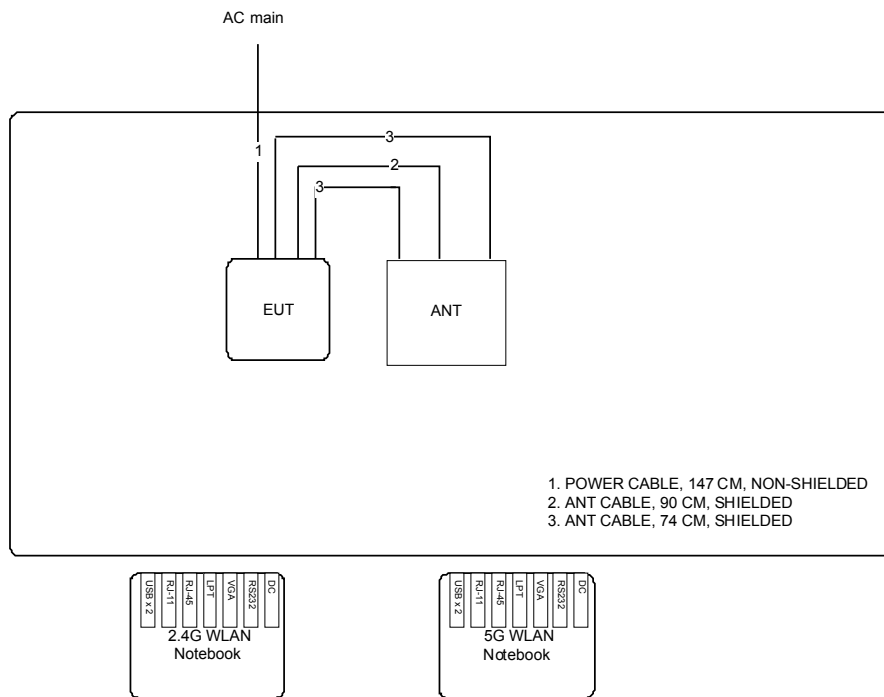 AC main
3
1
2
3
EUT
ANT
1. POWER CABLE, 147 CM, NON-SHIELDED
2. ANT CABLE, 90 CM, SHIELDED
3. ANT CABLE, 74 CM, SHIELDED
USB x 2
RJ-11
RJ-45
LPT
VGA
RS232
DC
2.4G WLAN
Notebook
USB x 2
RJ-11
RJ-45
LPT
VGA
RS232
DC
5G WLAN
Notebook